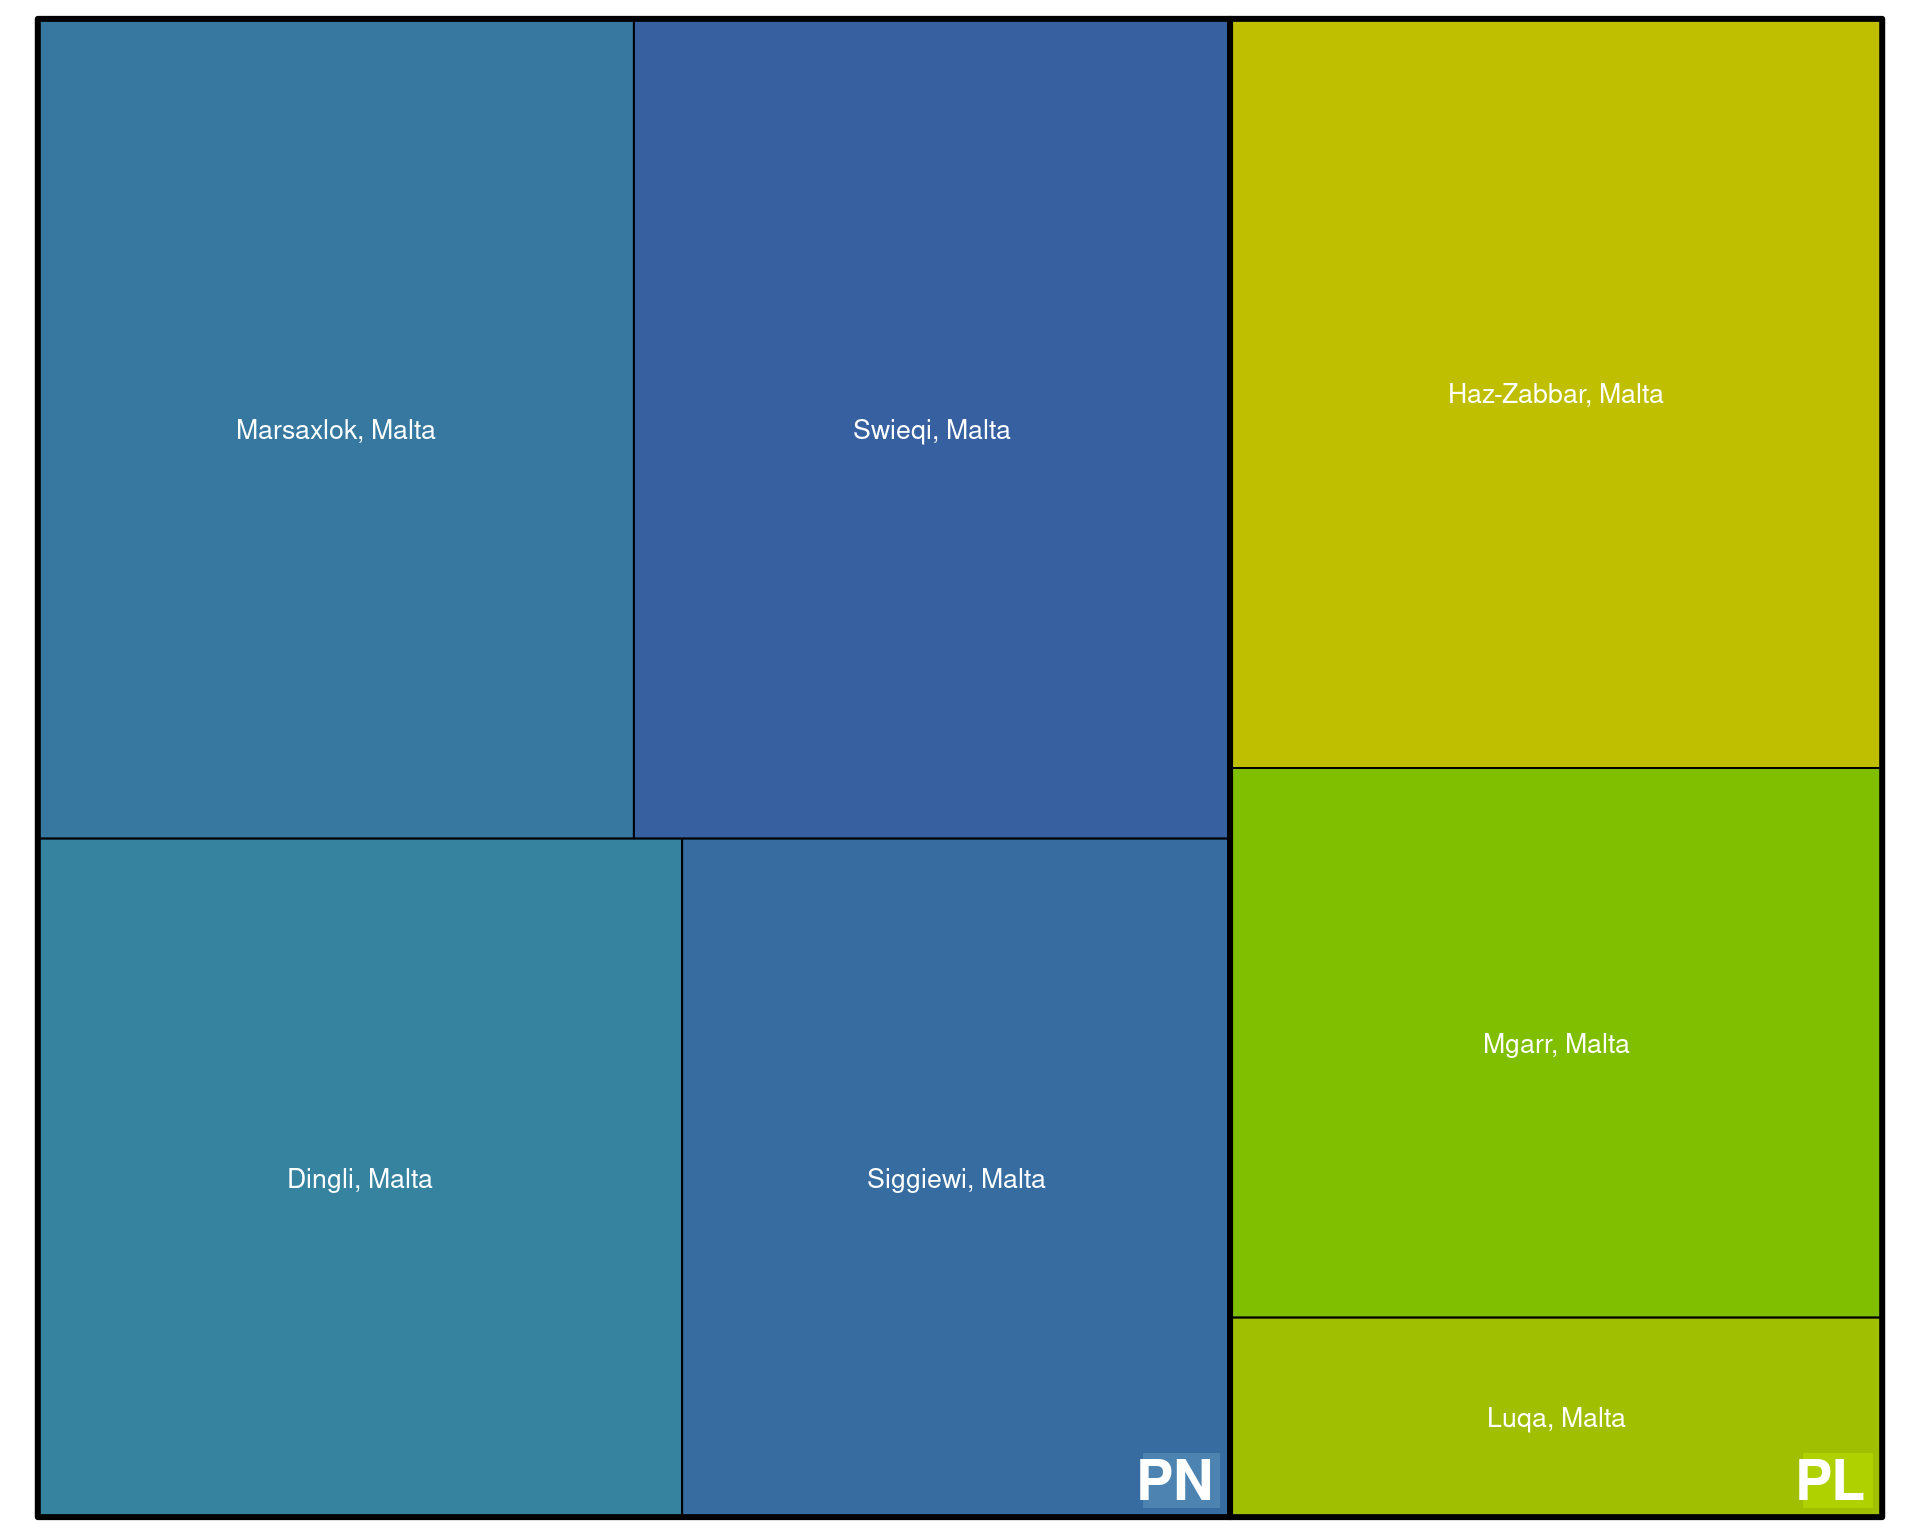 Marsaxlok, Malta
Swieqi, Malta
Haz-Zabbar, Malta
Dingli, Malta
Siggiewi, Malta
Mgarr, Malta
Luqa, Malta
PN
PL